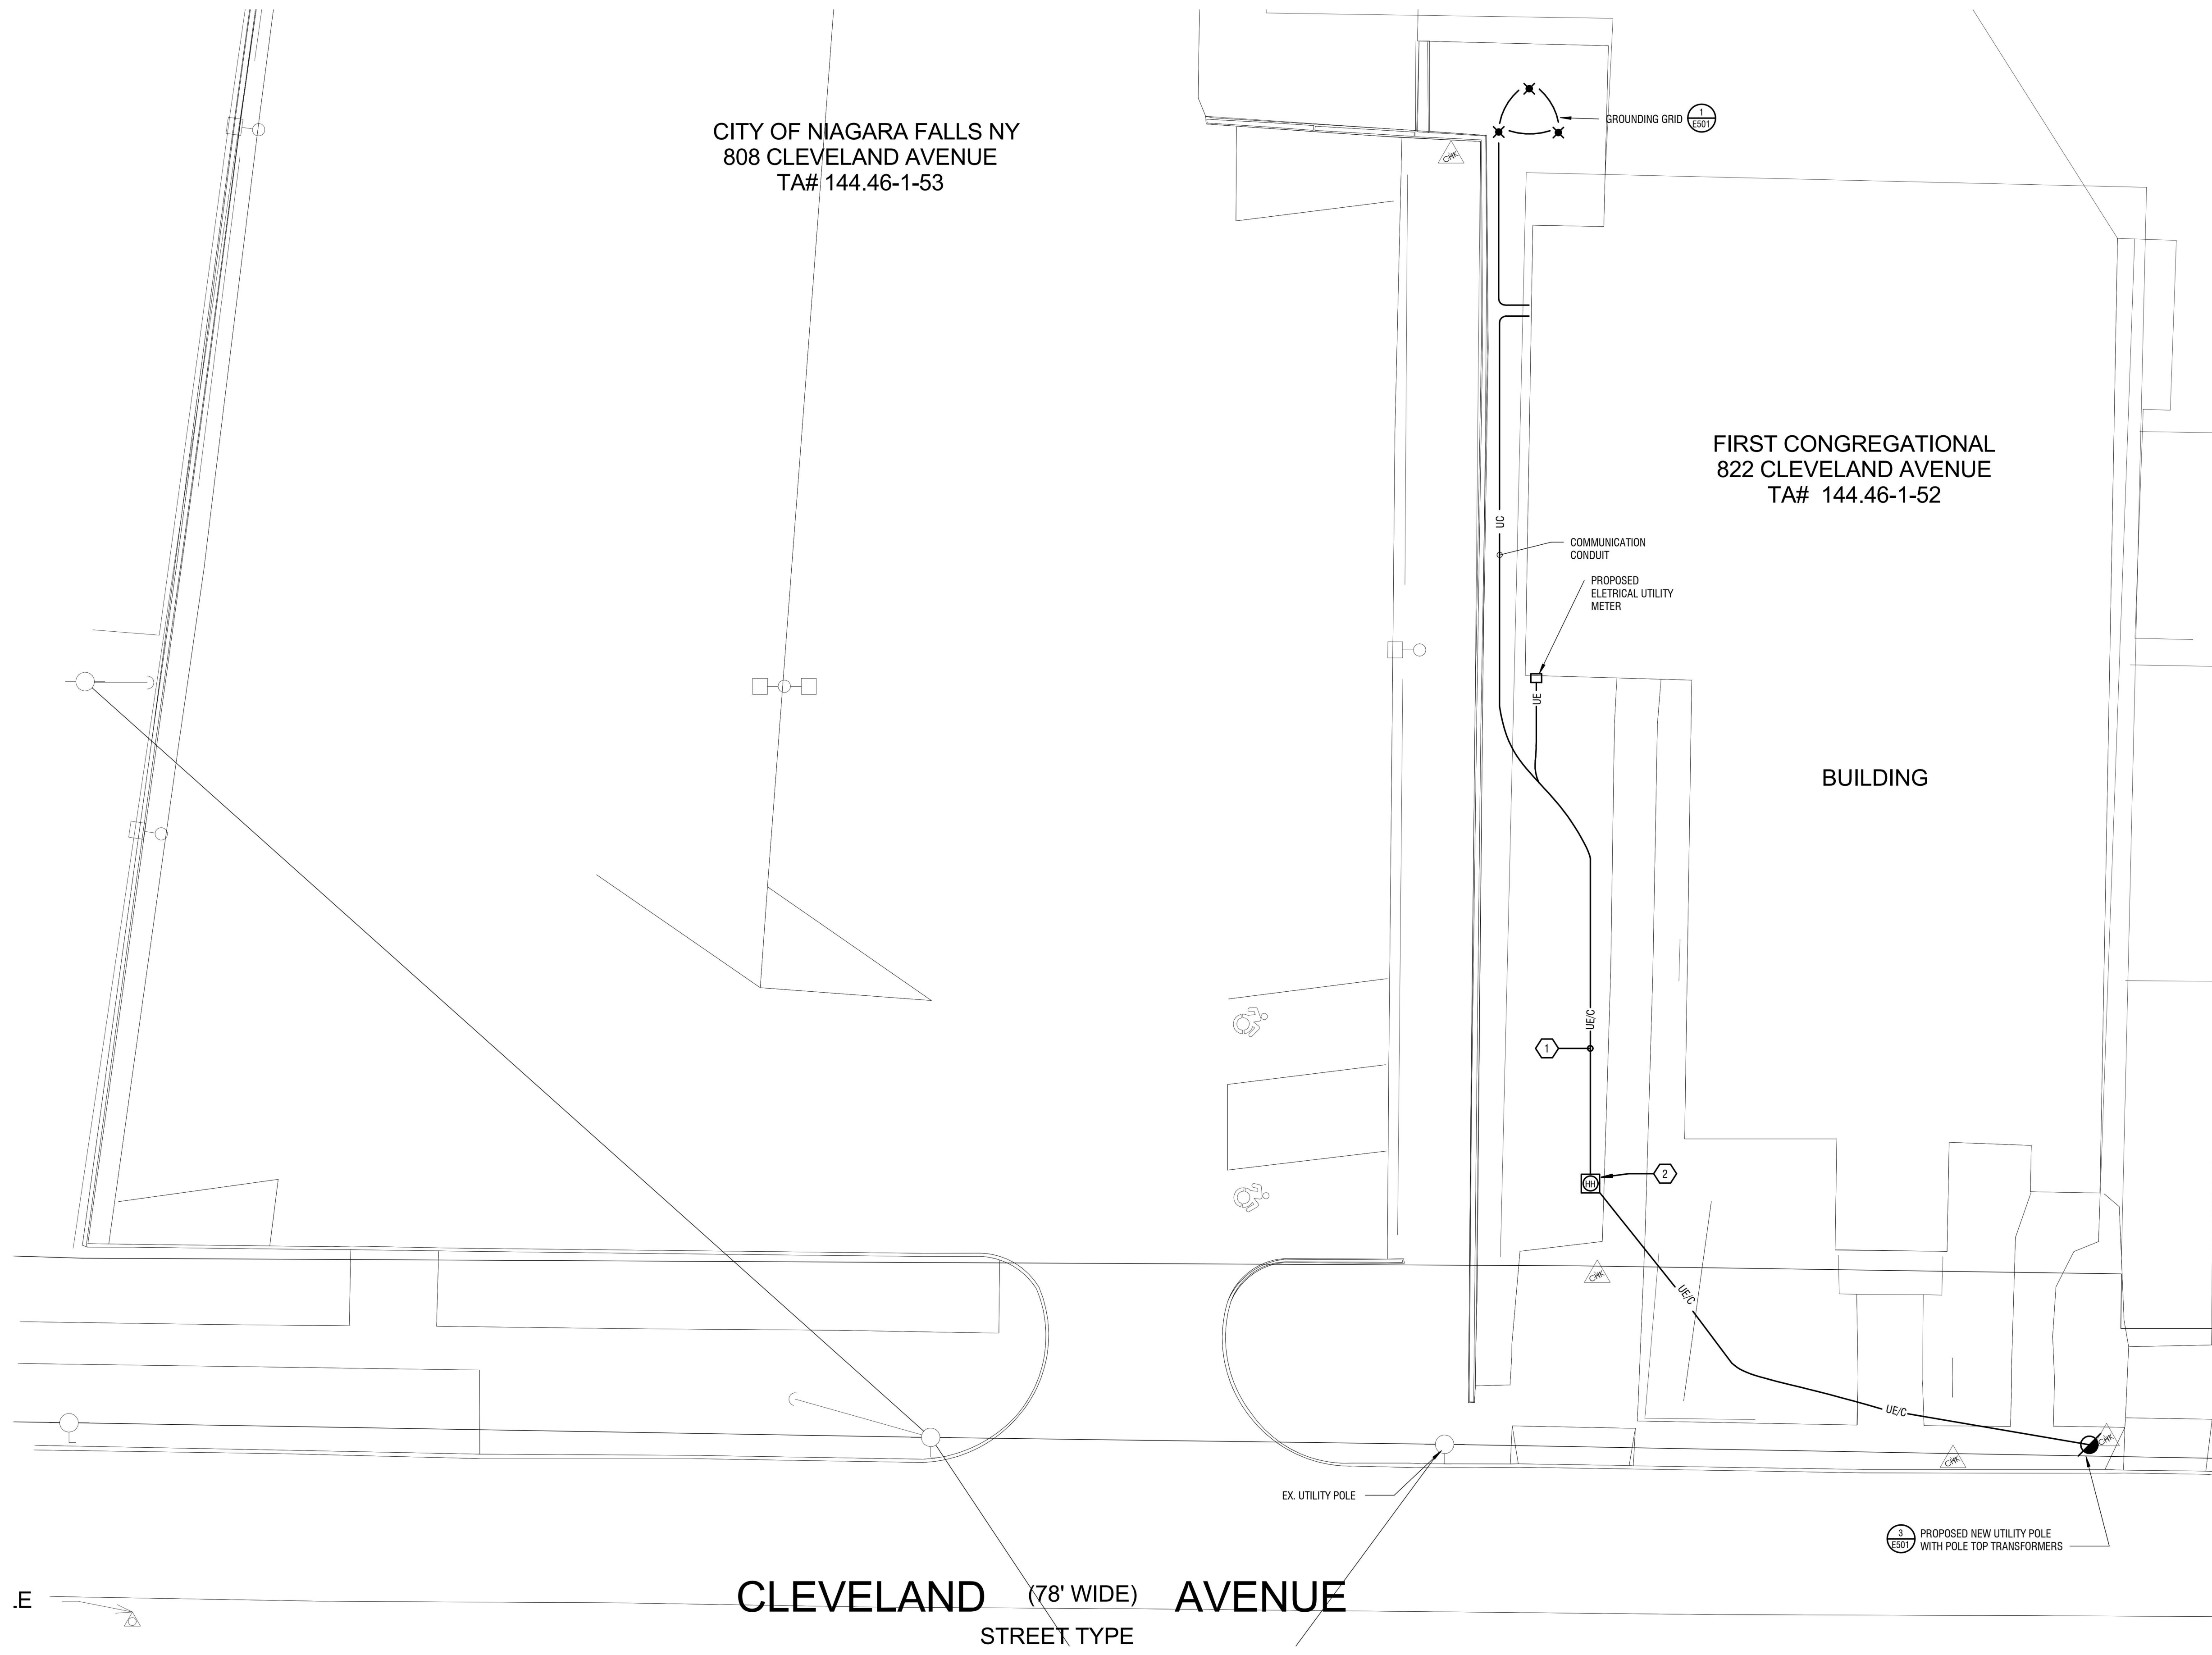 CITY OF NIAGARA FALLS NY
808 CLEVELAND AVENUE
TA# 144.46-1-53
GROUNDING GRID
1
E501
CHK
FIRST CONGREGATIONAL
822 CLEVELAND AVENUE
TA# 144.46-1-52
UC
COMMUNICATION
CONDUIT
PROPOSED
ELETRICAL UTILITY
METER
UE
BUILDING
UE/C
1
2
HH
CHK
UE/C
UE/C
CHK
CHK
EX. UTILITY POLE
3
E501
PROPOSED NEW UTILITY POLE
WITH POLE TOP TRANSFORMERS
.E
CLEVELAND (78' WIDE) AVENUE
STREET TYPE